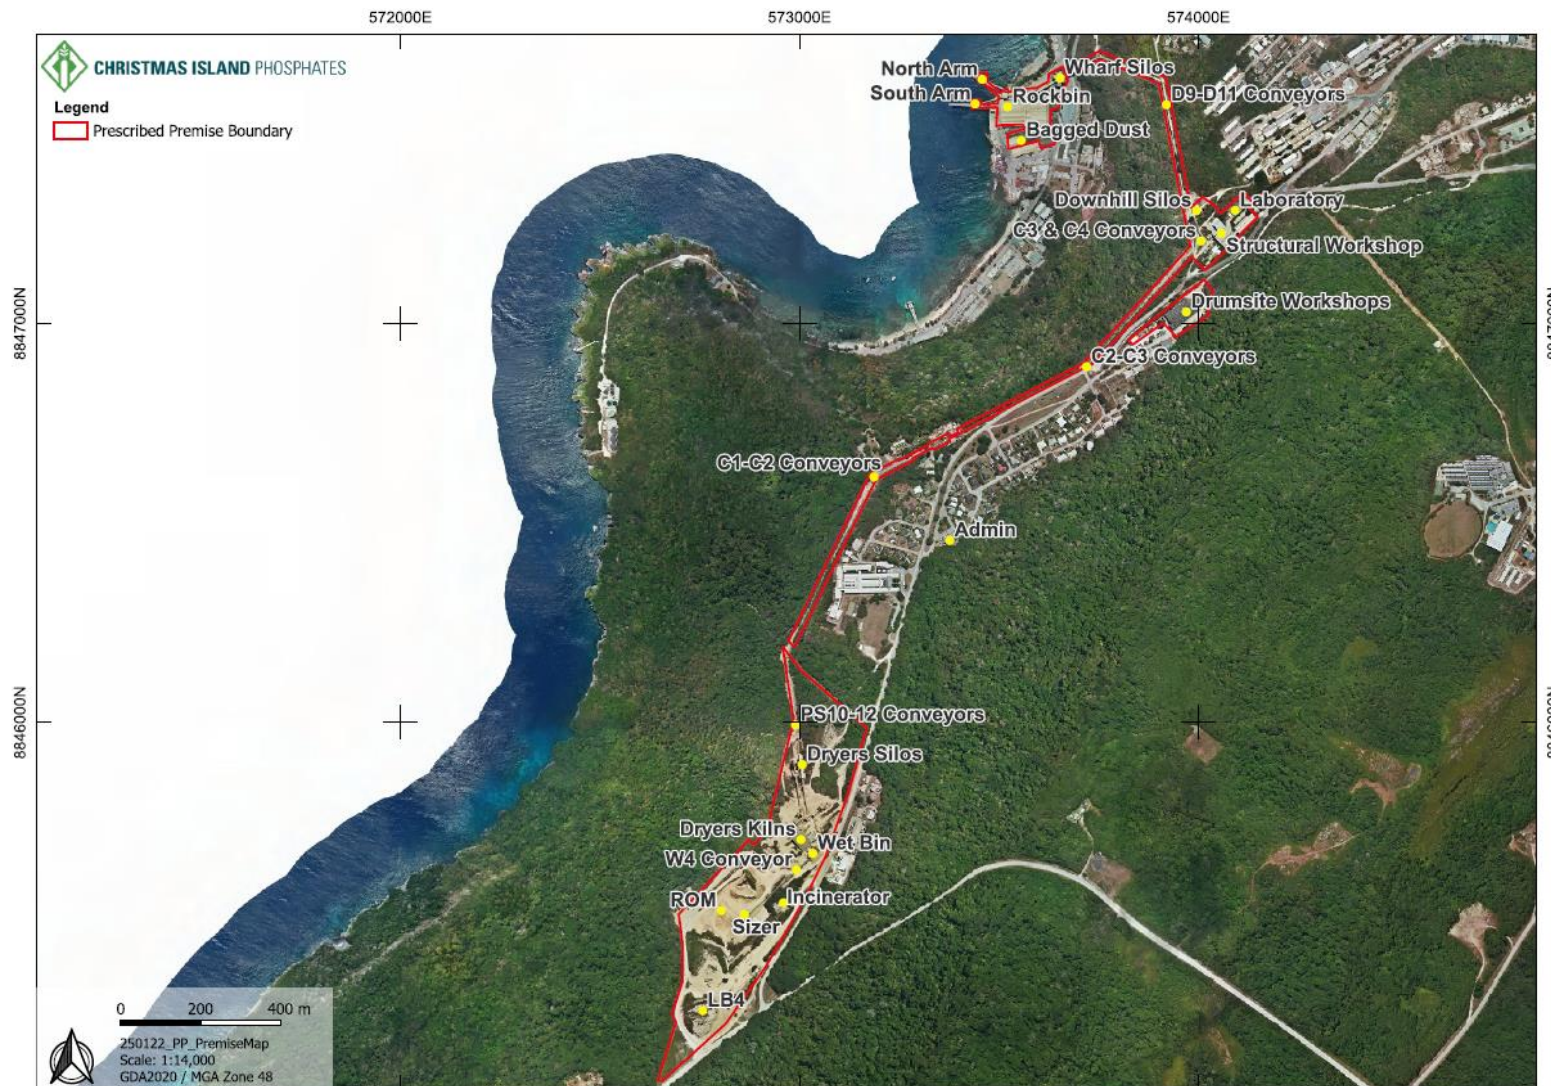 572000E
573000E
574000E
CHRISTMAS ISLAND PHOSPHATES
Legend
Prescribed Premise Boundary
North Arm
Wharf Silos
South Arm
Rockbin
D9-D11 Conveyors
Bagged Dust
Downhill Silos
Laboratory
C3 & C4 Conveyors
Structural Workshop
Drumsite Workshops
8847000N
8847000N
C2-C3 Conveyors
C1-C2 Conveyors
Admin
PS10-12 Conveyors
8846000N
8846000N
Dryers Silos
Dryers Kilns
Wet Bin
W4 Conveyor
ROM
Incinerator
Sizer
LB4
0 200 400 m
250122_PP_PremiseMap
Scale: 1:14,000
GDA2020 / MGA Zone 48